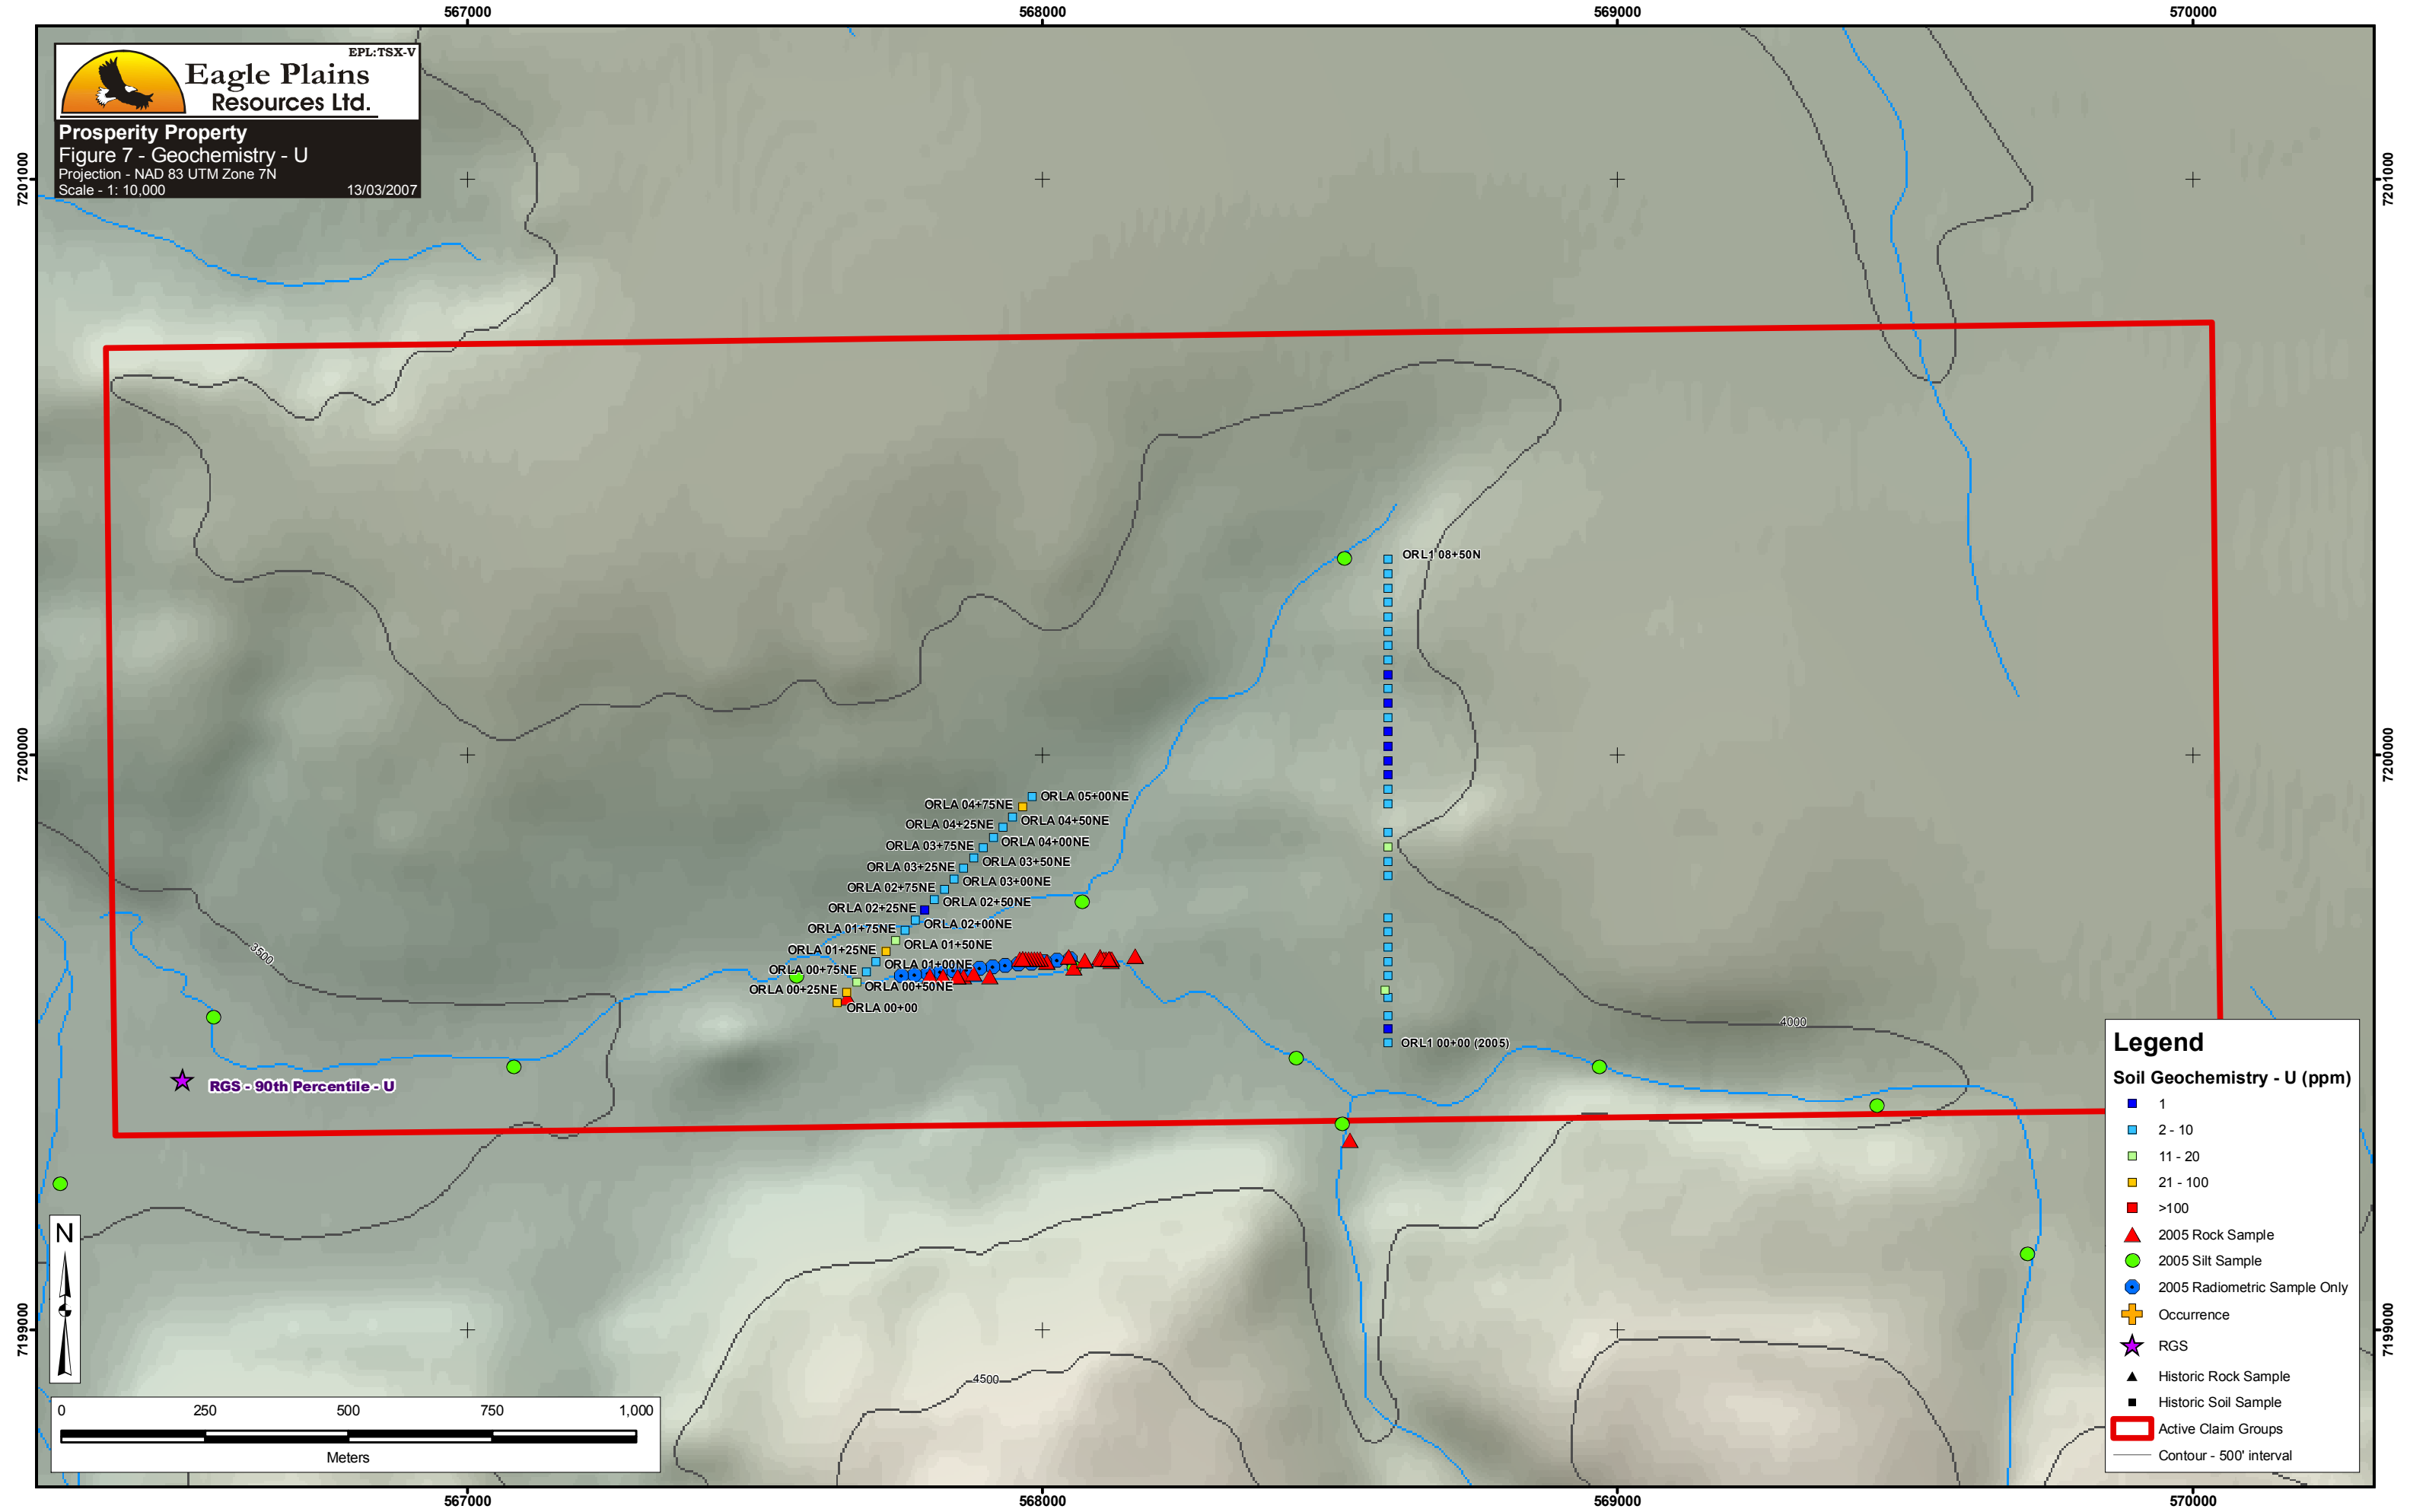 567000
568000
569000
570000
EPL:TSX-V
Eagle Plains
Resources Ltd.
Prosperity Property
Figure 7 - Geochemistry - U
Projection - NAD 83 UTM Zone 7N
Scale - 1: 10,000
13/03/2007
7201000
7201000
ORL1 08+50N
7200000
7200000
ORLA 05+00NE
ORLA 04+75NE
ORLA 04+50NE
ORLA 04+25NE
ORLA 04+00NE
ORLA 03+75NE
ORLA 03+50NE
ORLA 03+25NE
ORLA 03+00NE
ORLA 02+75NE
ORLA 02+50NE
ORLA 02+25NE
ORLA 02+00NE
ORLA 01+75NE
ORLA 01+50NE
ORLA 01+25NE
ORLA 01+00NE
ORLA 00+75NE
ORLA 00+50NE
ORLA 00+25NE
ORLA 00+00
3500
4000
ORL1 00+00 (2005)
RGS - 90th Percentile - U
Legend
Soil Geochemistry - U (ppm)
1
2 - 10
11 - 20
21 - 100
>100
2005 Rock Sample
2005 Silt Sample
2005 Radiometric Sample Only
Occurrence
RGS
Historic Rock Sample
Historic Soil Sample
Active Claim Groups
Contour - 500' interval
N
7199000
7199000
4500
0
250
500
750
1,000
Meters
567000
568000
569000
570000